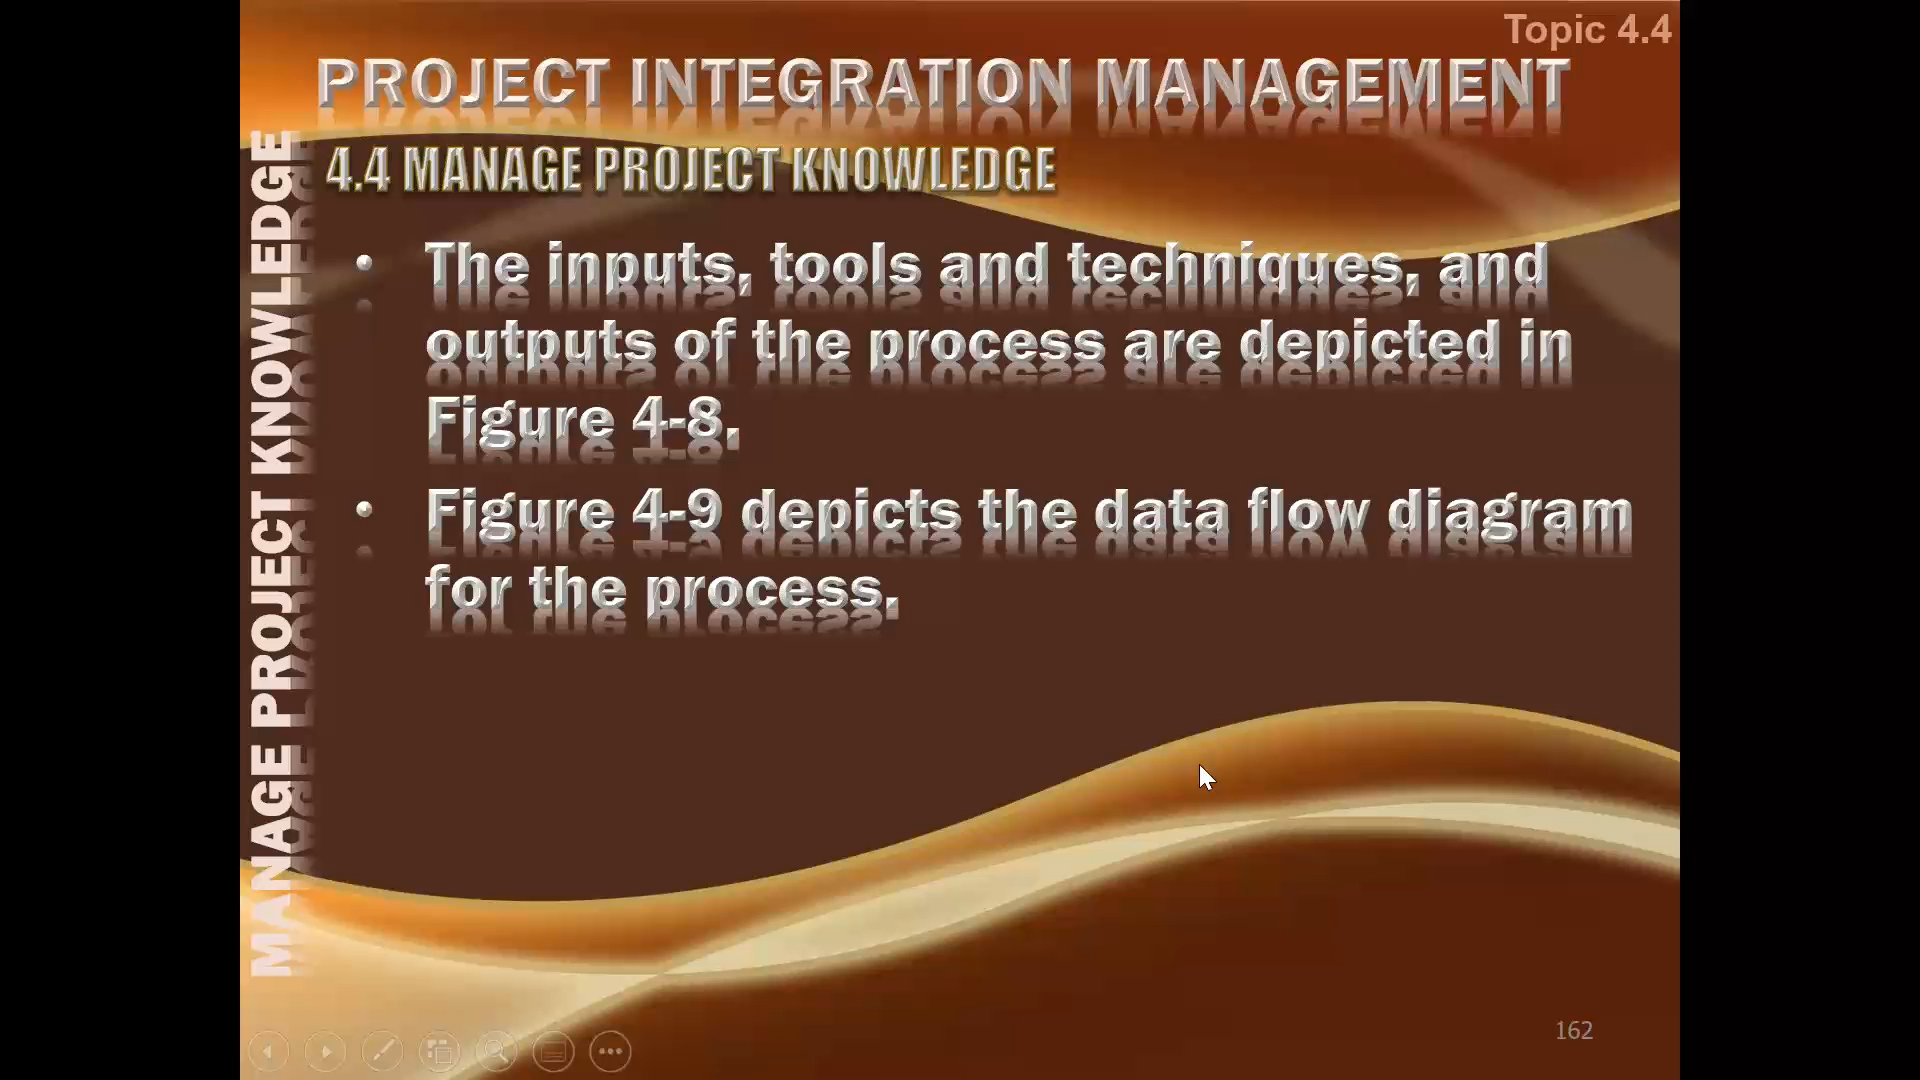 Topic 4.4
PROJECT INTEGRATION MANAGEMENT
4.4 MANAGE PROJECT KNOWLEDGE
MANAGE PROJECT KNOWLEDGE
• The inputs, tools and techniques, and
outputs of the process are depicted in
Figure 4-8.
• Figure 4-9 depicts the data flow diagram
for the process.
162